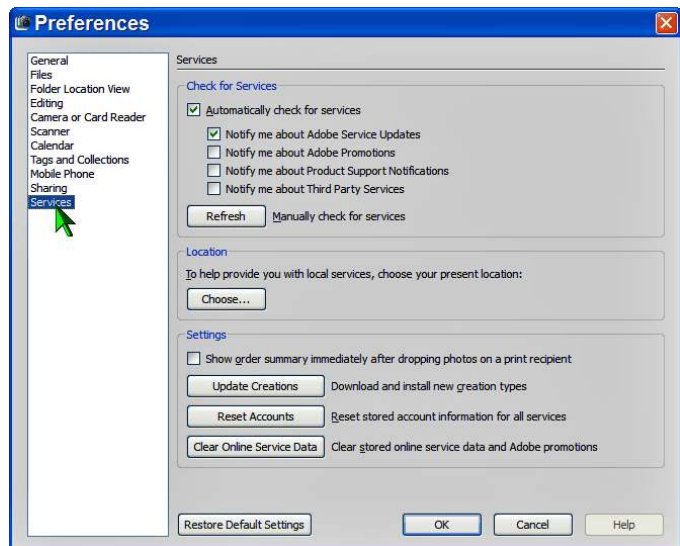 Preferences
General
Files
Folder Location View
Editing
Camera or Card Reader
Scanner
Calendar
Tags and Collections
Mobile Phone
Sharing
Services
Services
Check for Services
Automatically check for services
Notify me about Adobe Service Updates
Notify me about Adobe Promotions
Notify me about Product Support Notifications
Notify me about Third Party Services
Refresh Manually check for services
Location
To help provide you with local services, choose your present location:
Choose...
Settings
Show order summary immediately after dropping photos on a print recipient
Update Creations Download and install new creation types
Reset Accounts Reset stored account information for all services
Clear Online Service Data Clear stored online service data and Adobe promotions
Restore Default Settings OK Cancel Help